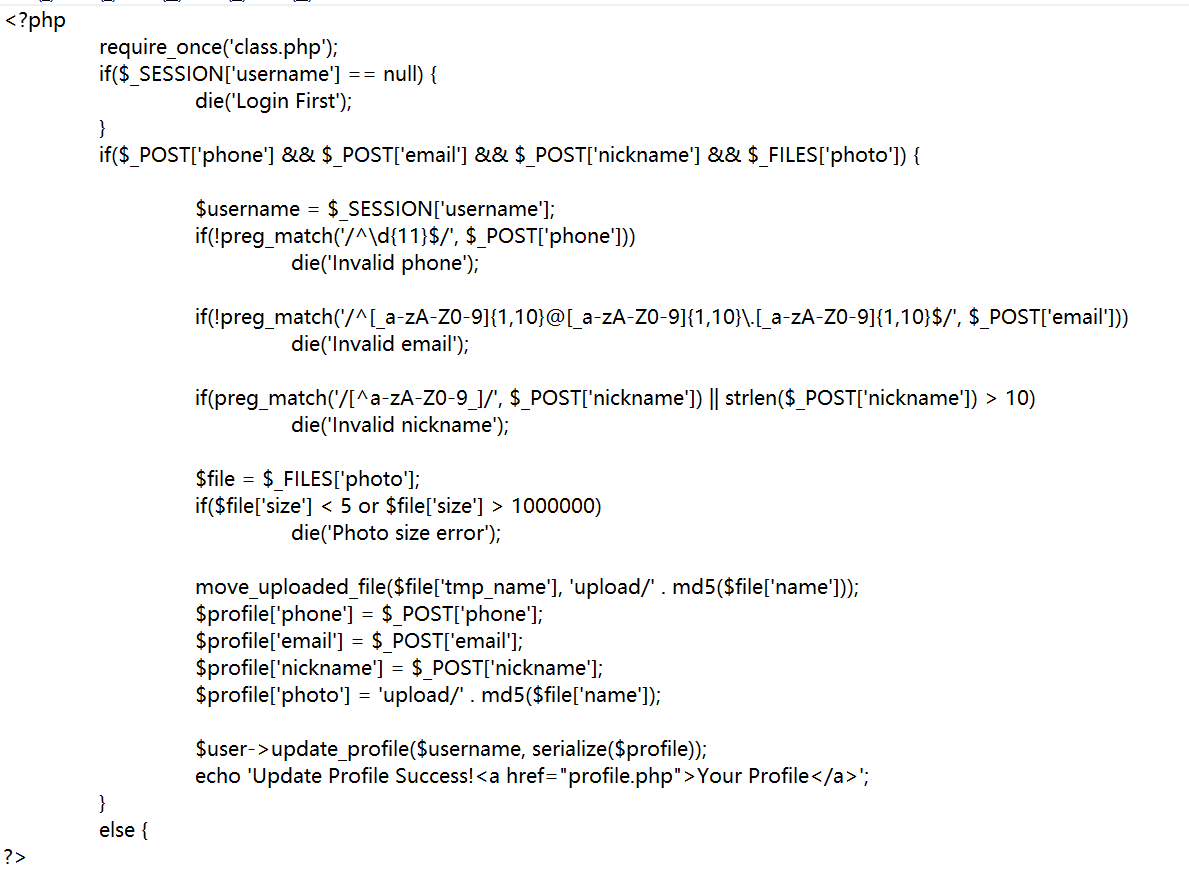 <?php
require_once('class.php');
if($_SESSION['username'] == null) {
die('Login First');
}
if($_POST['phone'] && $_POST['email'] && $_POST['nickname'] && $_FILES['photo']) {
$username = $_SESSION['username'];
if(!preg_match('/^\d{11}$/', $_POST['phone']))
die('Invalid phone');
if(!preg_match('/^[_a-zA-Z0-9]{1,10}@[_a-zA-Z0-9]{1,10}\.[_a-zA-Z0-9]{1,10}$/', $_POST['email']))
die('Invalid email');
if(preg_match('/[^a-zA-Z0-9_]/', $_POST['nickname']) || strlen($_POST['nickname']) > 10)
die('Invalid nickname');
$file = $_FILES['photo'];
if($file['size'] < 5 or $file['size'] > 1000000)
die('Photo size error');
move_uploaded_file($file['tmp_name'], 'upload/' . md5($file['name']));
$profile['phone'] = $_POST['phone'];
$profile['email'] = $_POST['email'];
$profile['nickname'] = $_POST['nickname'];
$profile['photo'] = 'upload/' . md5($file['name']);
$user->update_profile($username, serialize($profile));
echo 'Update Profile Success!<a href="profile.php">Your Profile</a>';
}
else {
?>